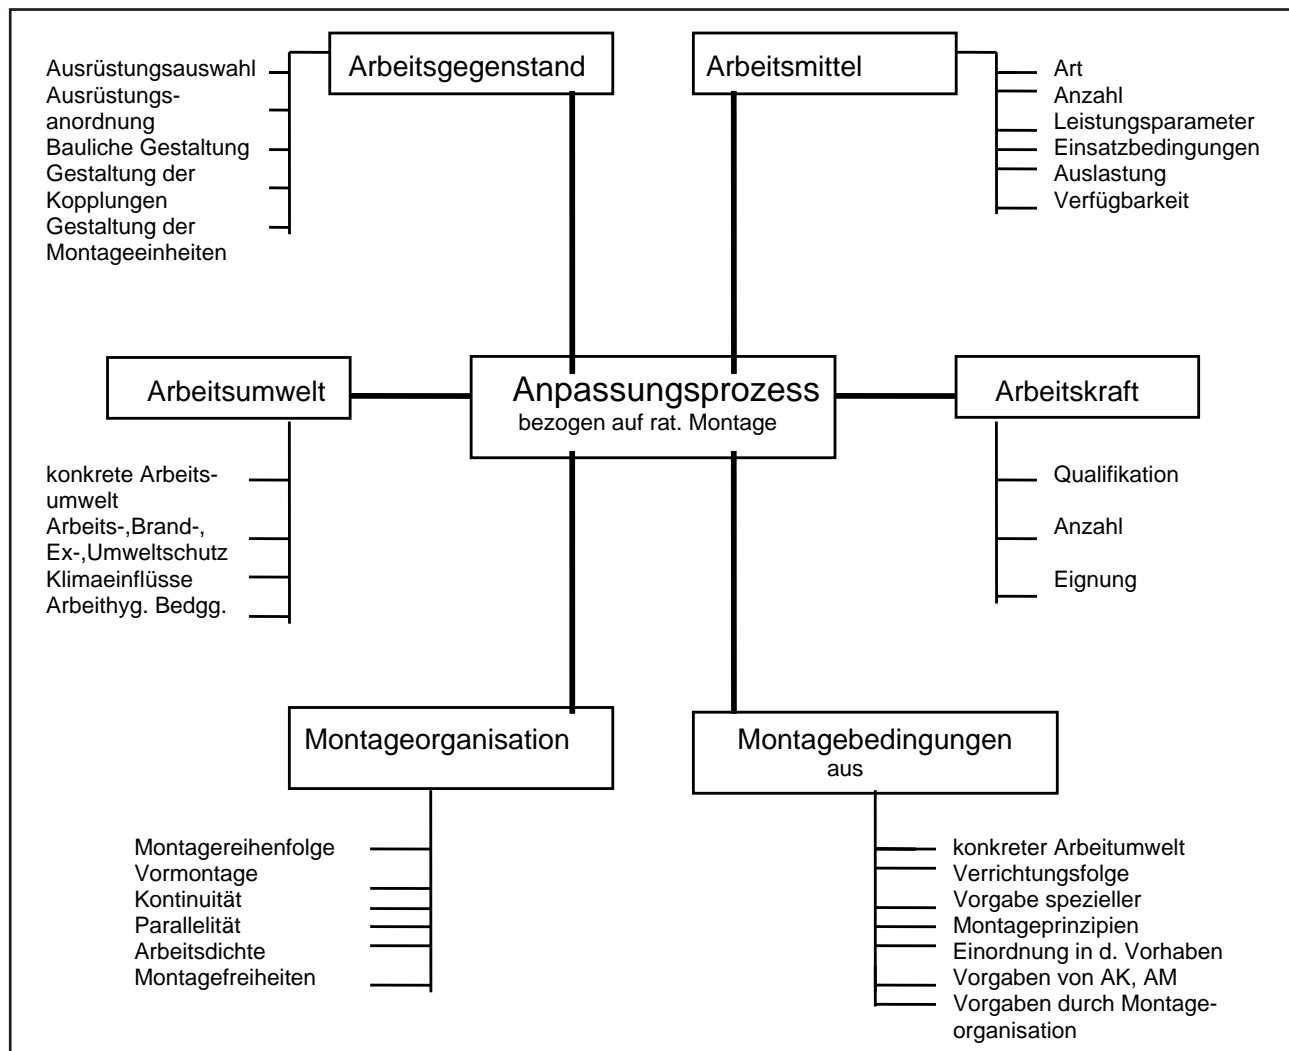 Arbeitsgegenstand
Ausrüstungsauswahl
Ausrüstungs-
anordnung
Bauliche Gestaltung
Gestaltung der
Kopplungen
Gestaltung der
Montageeinheiten
Arbeitsmittel
Art
Anzahl
Leistungsparameter
Einsatzbedingungen
Auslastung
Verfügbarkeit
Arbeitsumwelt
konkrete Arbeits-
umwelt
Arbeits-,Brand-,
Ex-,Umweltschutz
Klimaeinflüsse
Arbeithyg. Bedgg.
Anpassungsprozess
bezogen auf rat. Montage
Arbeitskraft
Qualifikation
Anzahl
Eignung
Montageorganisation
Montagereihenfolge
Vormontage
Kontinuität
Parallelität
Arbeitsdichte
Montagefreiheiten
Montagebedingungen
aus
konkreter Arbeitumwelt
Verrichtungsfolge
Vorgabe spezieller
Montageprinzipien
Einordnung in d. Vorhaben
Vorgaben von AK, AM
Vorgaben durch Montage-
organisation